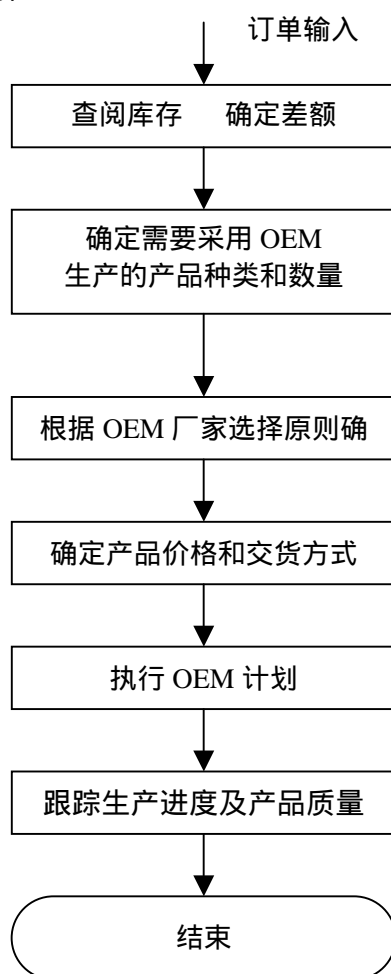 订单输入
查阅库存 确定差额
确定需要采用 OEM
生产的产品种类和数量
根据 OEM 厂家选择原则确
确定产品价格和交货方式
执行 OEM 计划
跟踪生产进度及产品质量
结束